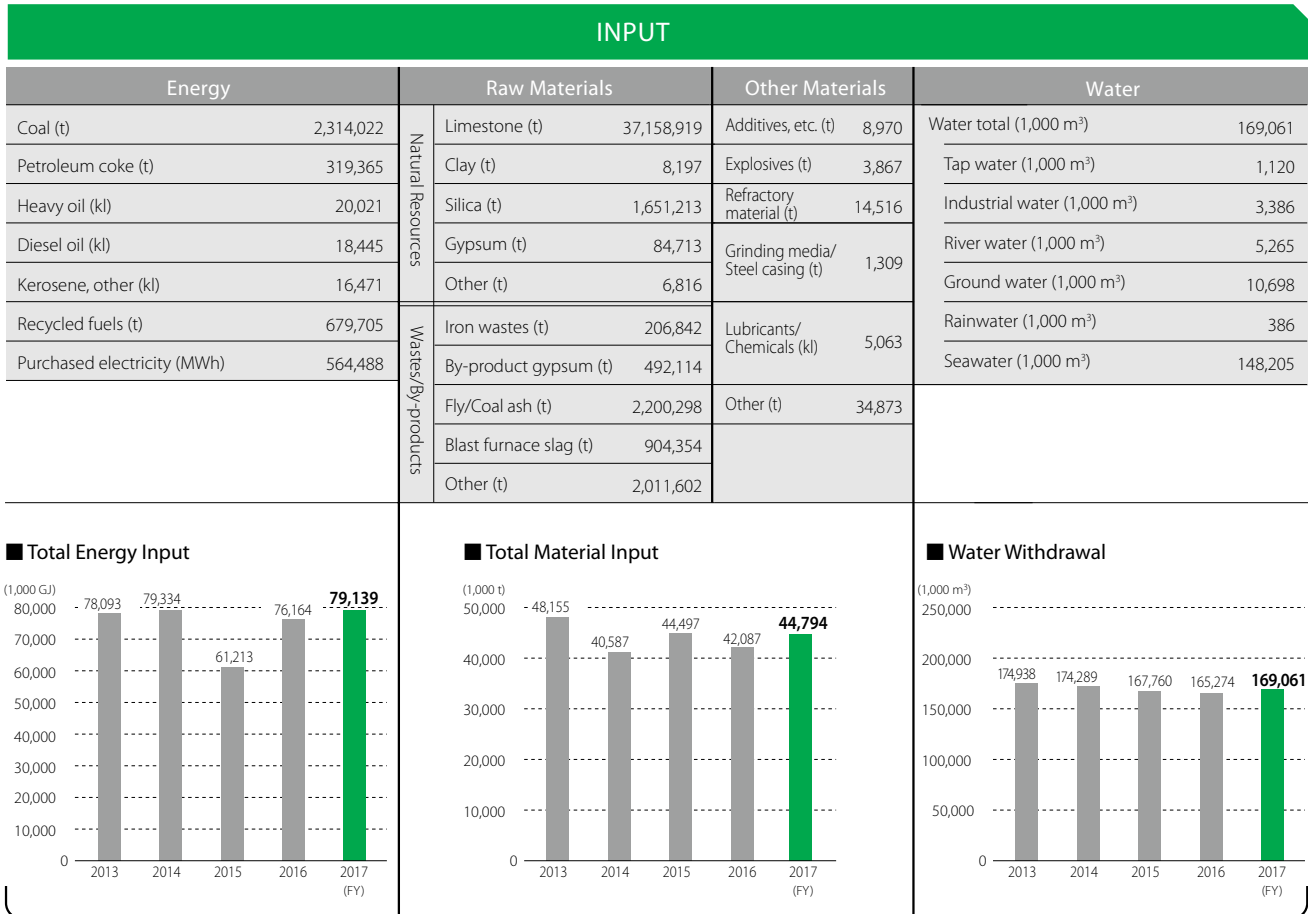 INPUT
Energy
Coal (t) 2,314,022
Petroleum coke (t) 319,365
Heavy oil (kl) 20,021
Diesel oil (kl) 18,445
Kerosene, other (kl) 16,471
Recycled fuels (t) 679,705
Purchased electricity (MWh) 564,488
Raw Materials
Natural Resources
Limestone (t) 37,158,919
Clay (t) 8,197
Silica (t) 1,651,213
Gypsum (t) 84,713
Other (t) 6,816
Wastes/By-products
Iron wastes (t) 206,842
By-product gypsum (t) 492,114
Fly/Coal ash (t) 2,200,298
Blast furnace slag (t) 904,354
Other (t) 2,011,602
Other Materials
Additives, etc. (t) 8,970
Explosives (t) 3,867
Refractory
material (t) 14,516
Grinding media/
Steel casing (t) 1,309
Lubricants/
Chemicals (kl) 5,063
Other (t) 34,873
Water
Water total (1,000 m³) 169,061
Tap water (1,000 m³) 1,120
Industrial water (1,000 m³) 3,386
River water (1,000 m³) 5,265
Ground water (1,000 m³) 10,698
Rainwater (1,000 m³) 386
Seawater (1,000 m³) 148,205
■ Total Energy Input
(1,000 GJ)
80,000
70,000
60,000
50,000
40,000
30,000
20,000
10,000
0
78,093 79,334 61,213 76,164 79,139
2013 2014 2015 2016 2017
(FY)
■ Total Material Input
(1,000 t)
50,000
40,000
30,000
20,000
10,000
0
48,155 40,587 44,497 42,087 44,794
2013 2014 2015 2016 2017
(FY)
■ Water Withdrawal
(1,000 m³)
250,000
200,000
150,000
100,000
50,000
0
174,938 174,289 167,760 165,274 169,061
2013 2014 2015 2016 2017
(FY)